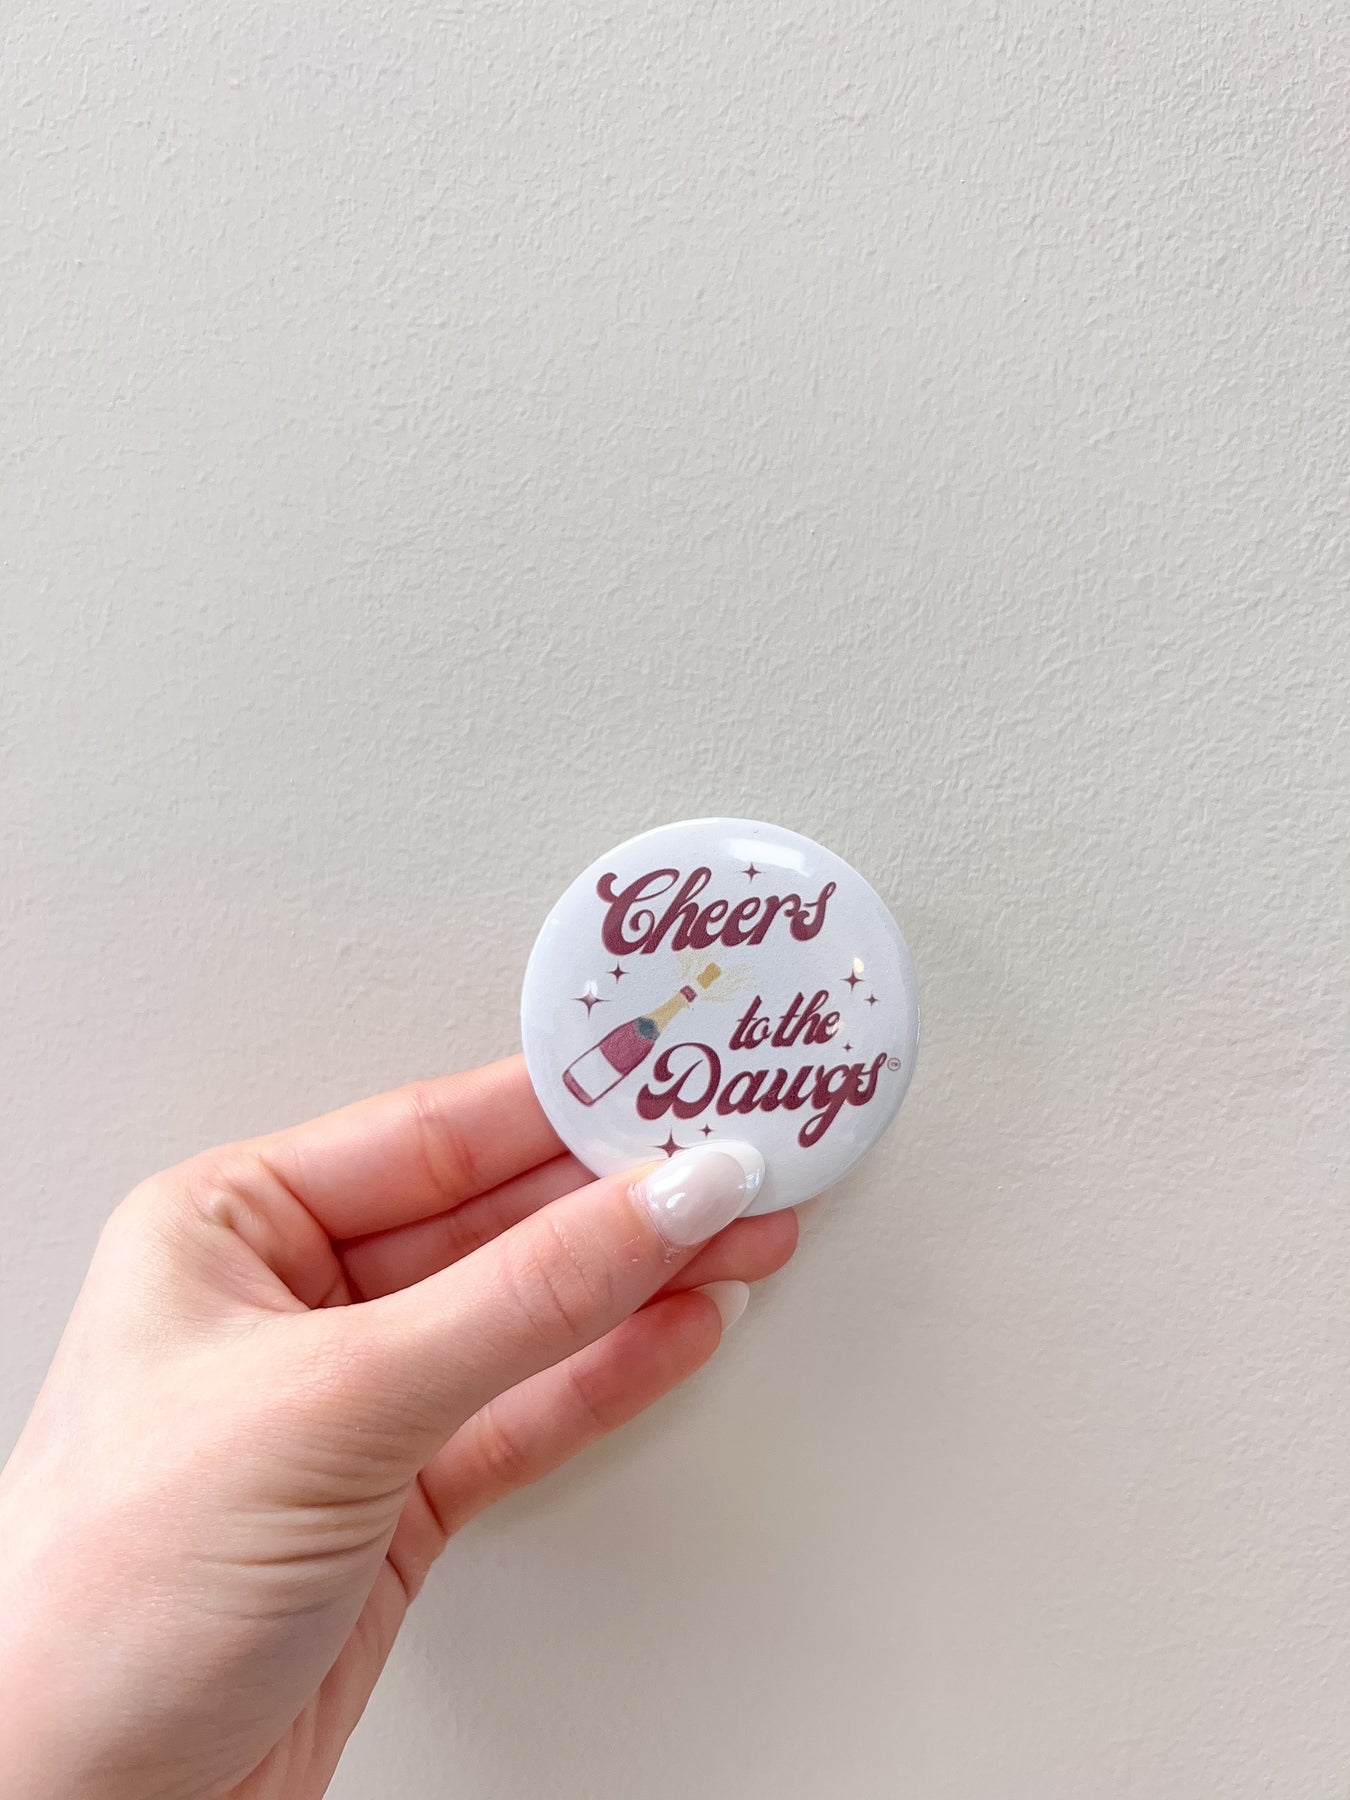 Cheers
to the
Dawgs™